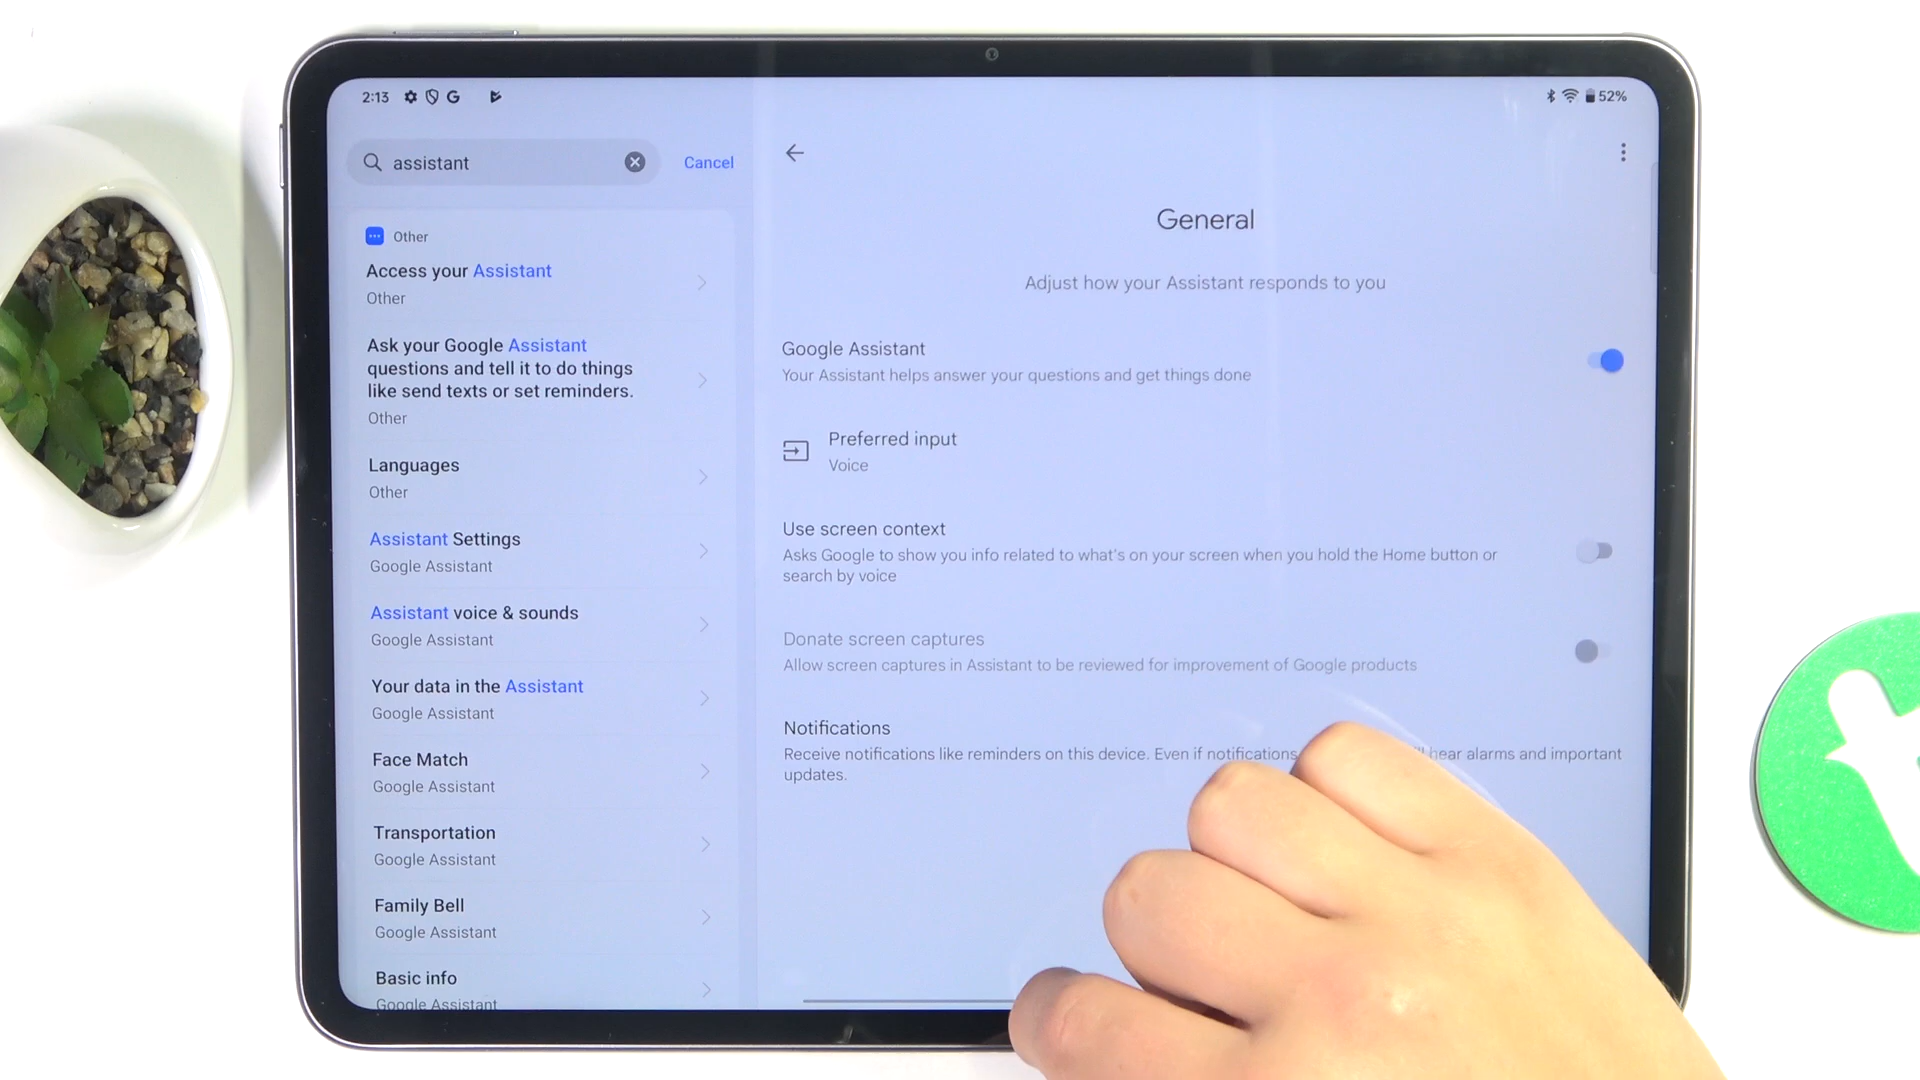 2:13
52%
assistant
Cancel
Other
Access your Assistant
Other
Ask your Google Assistant
questions and tell it to do things
like send texts or set reminders.
Other
Languages
Other
Assistant Settings
Google Assistant
Assistant voice & sounds
Google Assistant
Your data in the Assistant
Google Assistant
Face Match
Google Assistant
Transportation
Google Assistant
Family Bell
Google Assistant
Basic info
Google Assistant
General
Adjust how your Assistant responds to you
Google Assistant
Your Assistant helps answer your questions and get things done
Preferred input
Voice
Use screen context
Asks Google to show you info related to what's on your screen when you hold the Home button or
search by voice
Donate screen captures
Allow screen captures in Assistant to be reviewed for improvement of Google products
Notifications
Receive notifications like reminders on this device. Even if notifications hear alarms and important
updates.